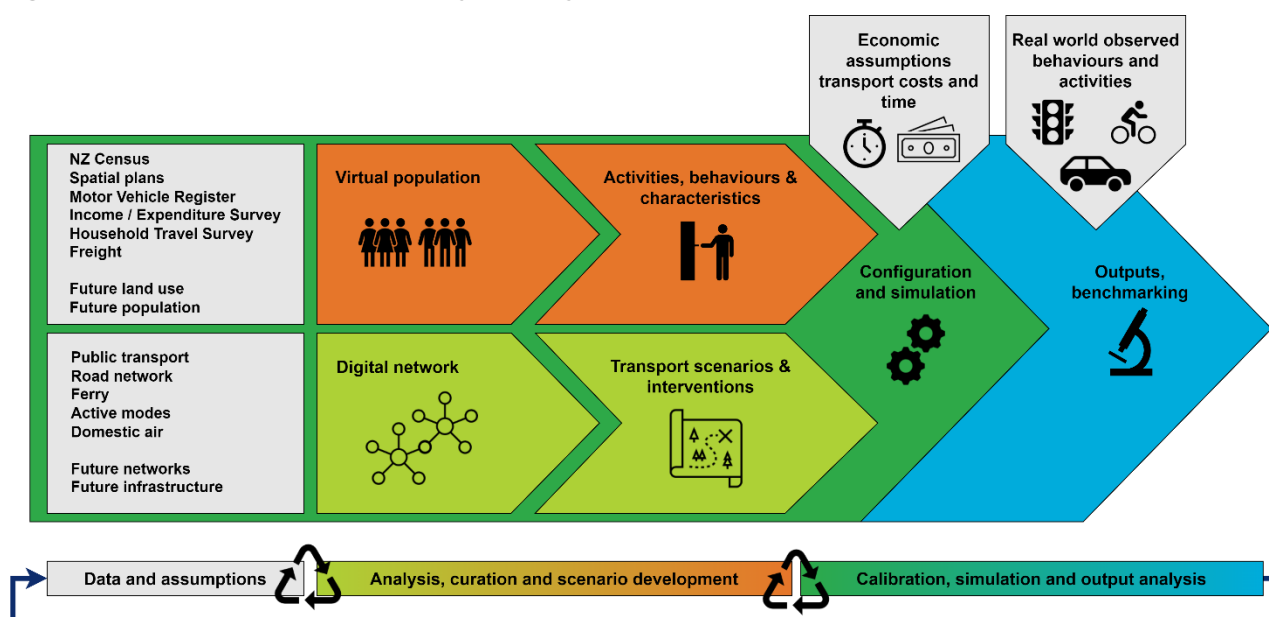 Economic
assumptions
transport costs and
time
Real world observed
behaviours and
activities
NZ Census
Spatial plans
Motor Vehicle Register
Income / Expenditure Survey
Household Travel Survey
Freight
Future land use
Future population
Virtual population
Activities, behaviours &
characteristics
Public transport
Road network
Ferry
Active modes
Domestic air
Future networks
Future infrastructure
Digital network
Transport scenarios &
interventions
Configuration
and simulation
Outputs,
benchmarking
Data and assumptions
Analysis, curation and scenario development
Calibration, simulation and output analysis